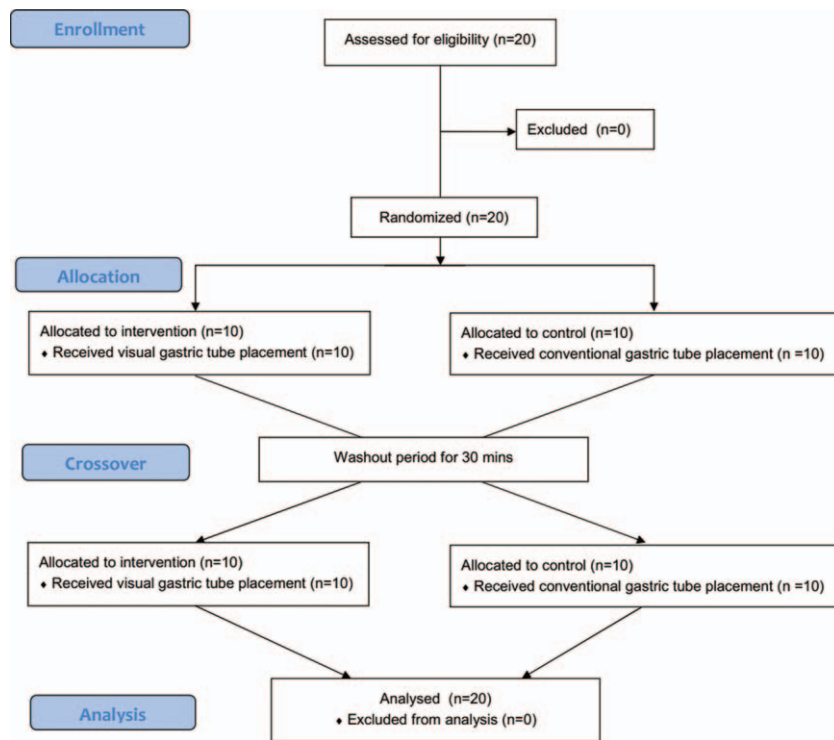 Enrollment
Assessed for eligibility (n=20)
Excluded (n=0)
Randomized (n=20)
Allocation
Allocated to intervention (n=10)
♦ Received visual gastric tube placement (n=10)
Allocated to control (n=10)
♦ Received conventional gastric tube placement (n =10)
Washout period for 30 mins
Crossover
Allocated to intervention (n=10)
♦ Received visual gastric tube placement (n=10)
Allocated to control (n=10)
♦ Received conventional gastric tube placement (n =10)
Analysed (n=20)
♦ Excluded from analysis (n=0)
Analysis